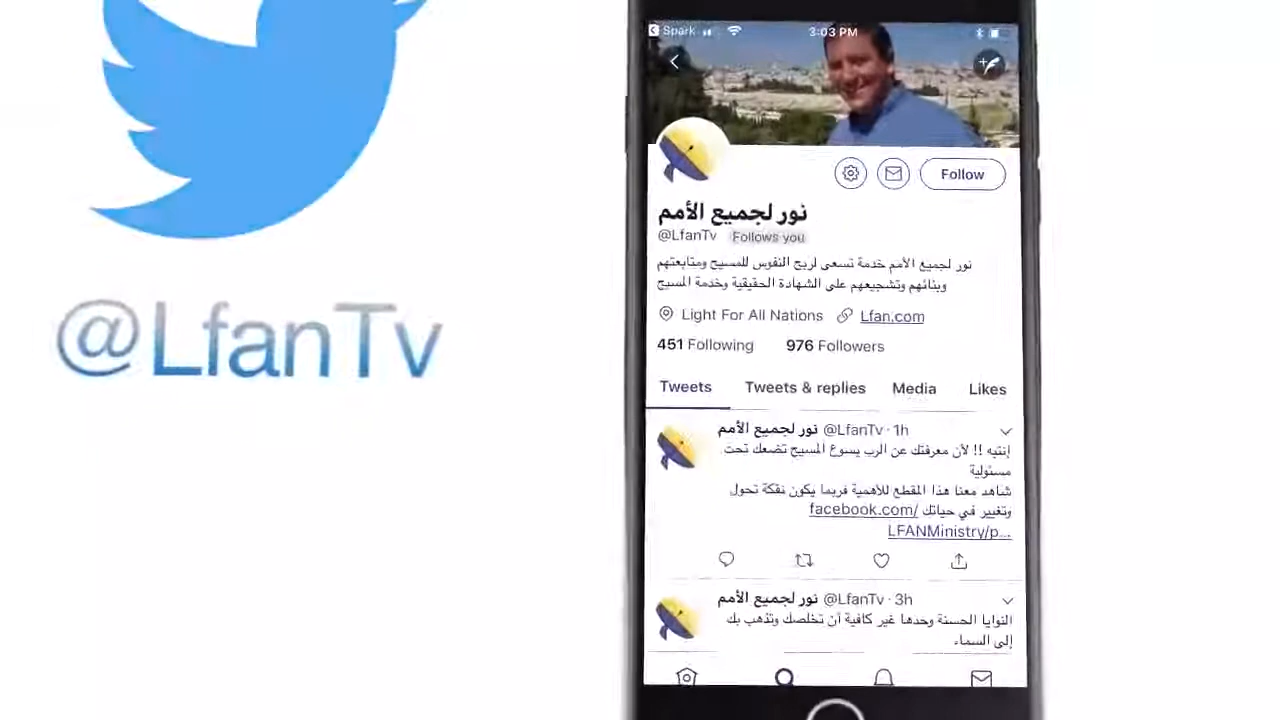 @LfanTv
Spark
3:03 PM
Follow
نور لجميع الأمم
@LfanTv Follows you
نور لجميع الأمم خدمة تسعى لربح النفوس للمسيح ومتابعتهم
وبنائهم وتشجيعهم على الشهادة الحقيقية وخدمة المسيح
Light For All Nations Lfan.com
451 Following 976 Followers
Tweets Tweets & replies Media Likes
نور لجميع الأمم @LfanTv · 1h
إنتبه !! لأن معرفتك عن الرب يسوع المسيح تضعك تحت
مسئولية
شاهد معنا هذا المقطع للأهمية فربما يكون نقكة تحول
وتغيير في حياتك facebook.com/
LFANMinistry/p...
نور لجميع الأمم @LfanTv · 3h
النوايا الحسنة وحدها غير كافية أن تخلصك وتذهب بك
إلى السماء